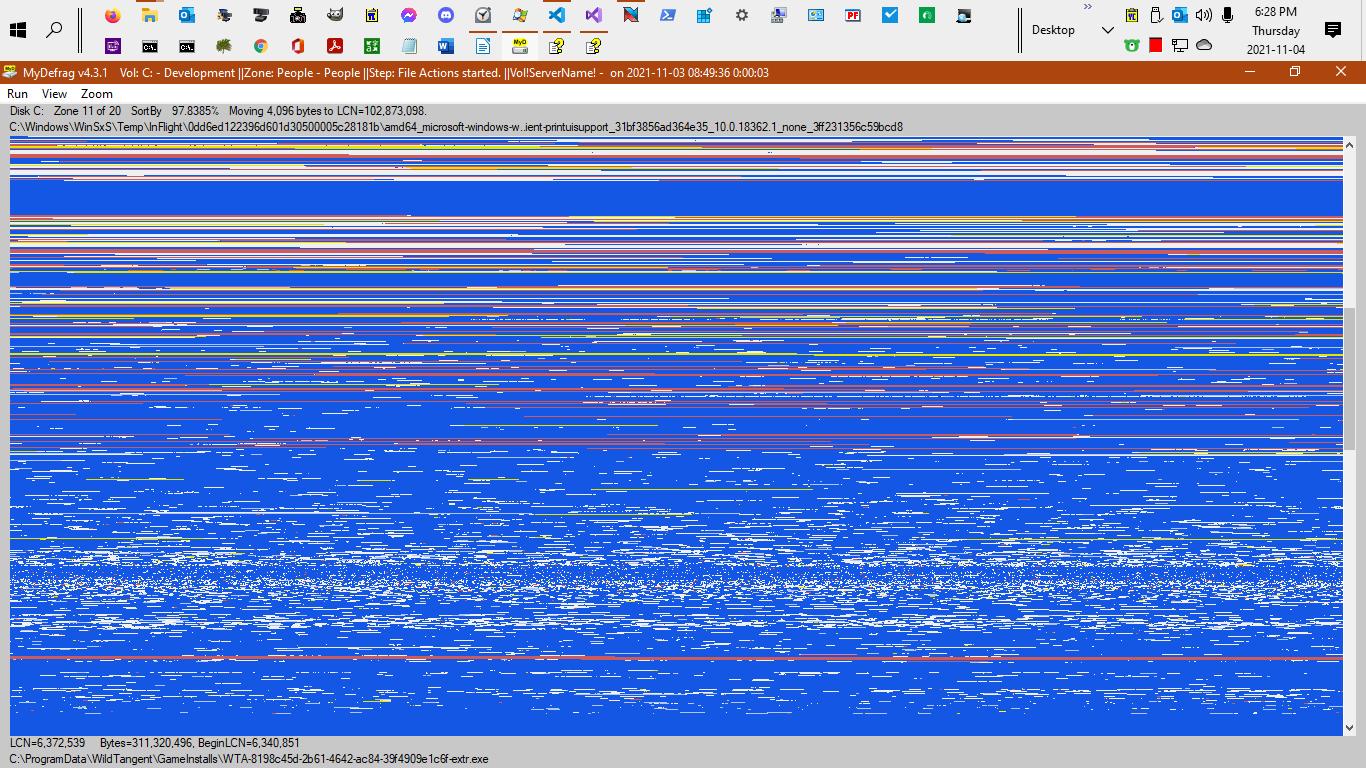 6:28 PM
Desktop
Thursday
2021-11-04
MyDefrag v4.3.1 Vol: C: - Development ||Zone: People - People ||Step: File Actions started. ||Vol!ServerName! - on 2021-11-03 08:49:36 0:00:03
Run View Zoom
Disk C: Zone 11 of 20 SortBy 97.8385% Moving 4,096 bytes to LCN=102,873,098.
C:\Windows\WinSxS\Temp\InFlight\0dd6ed122396d601d30500005c28181b\amd64_microsoft-windows-w..ient-printuisupport_31bf3856ad364e35_10.0.18362.1_none_3ff231356c59bcd8
LCN=6,372,539 Bytes=311,320,496, BeginLCN=6,340,851
C:\ProgramData\WildTangent\GameInstalls\WTA-8198c45d-2b61-4642-ac84-39f4909e1c6f-extr.exe